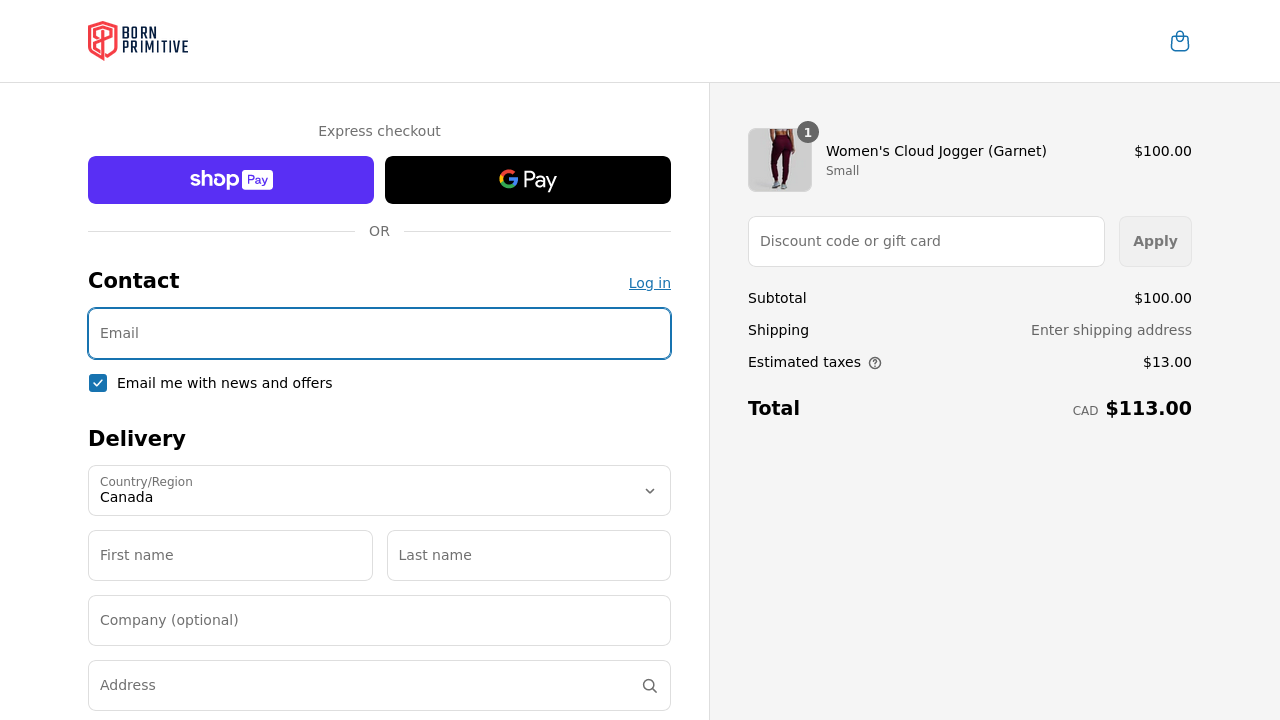 BORN
PRIMITIVE
Express checkout
shop Pay
G Pay
OR
Contact
Log in
Email
Email me with news and offers
Delivery
Country/Region
Canada
First name
Last name
Company (optional)
Address
1
Women's Cloud Jogger (Garnet)
$100.00
Small
Discount code or gift card
Apply
Subtotal
$100.00
Shipping
Enter shipping address
Estimated taxes
$13.00
Total
CAD $113.00